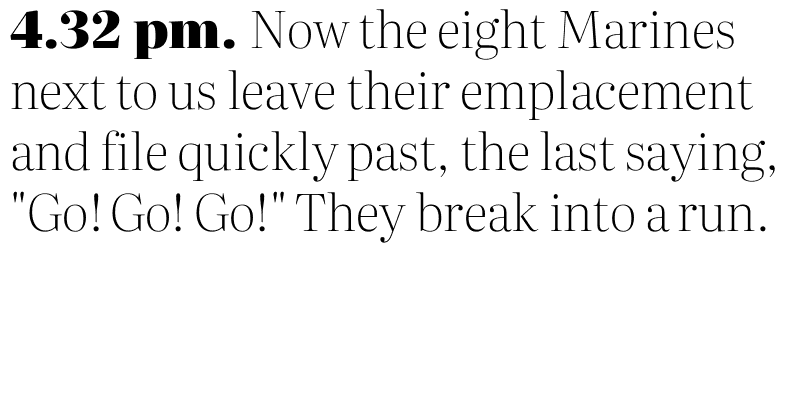 4.32 pm. Now the eight Marines
next to us leave their emplacement
and file quickly past, the last saying,
"Go! Go! Go!" They break into a run.